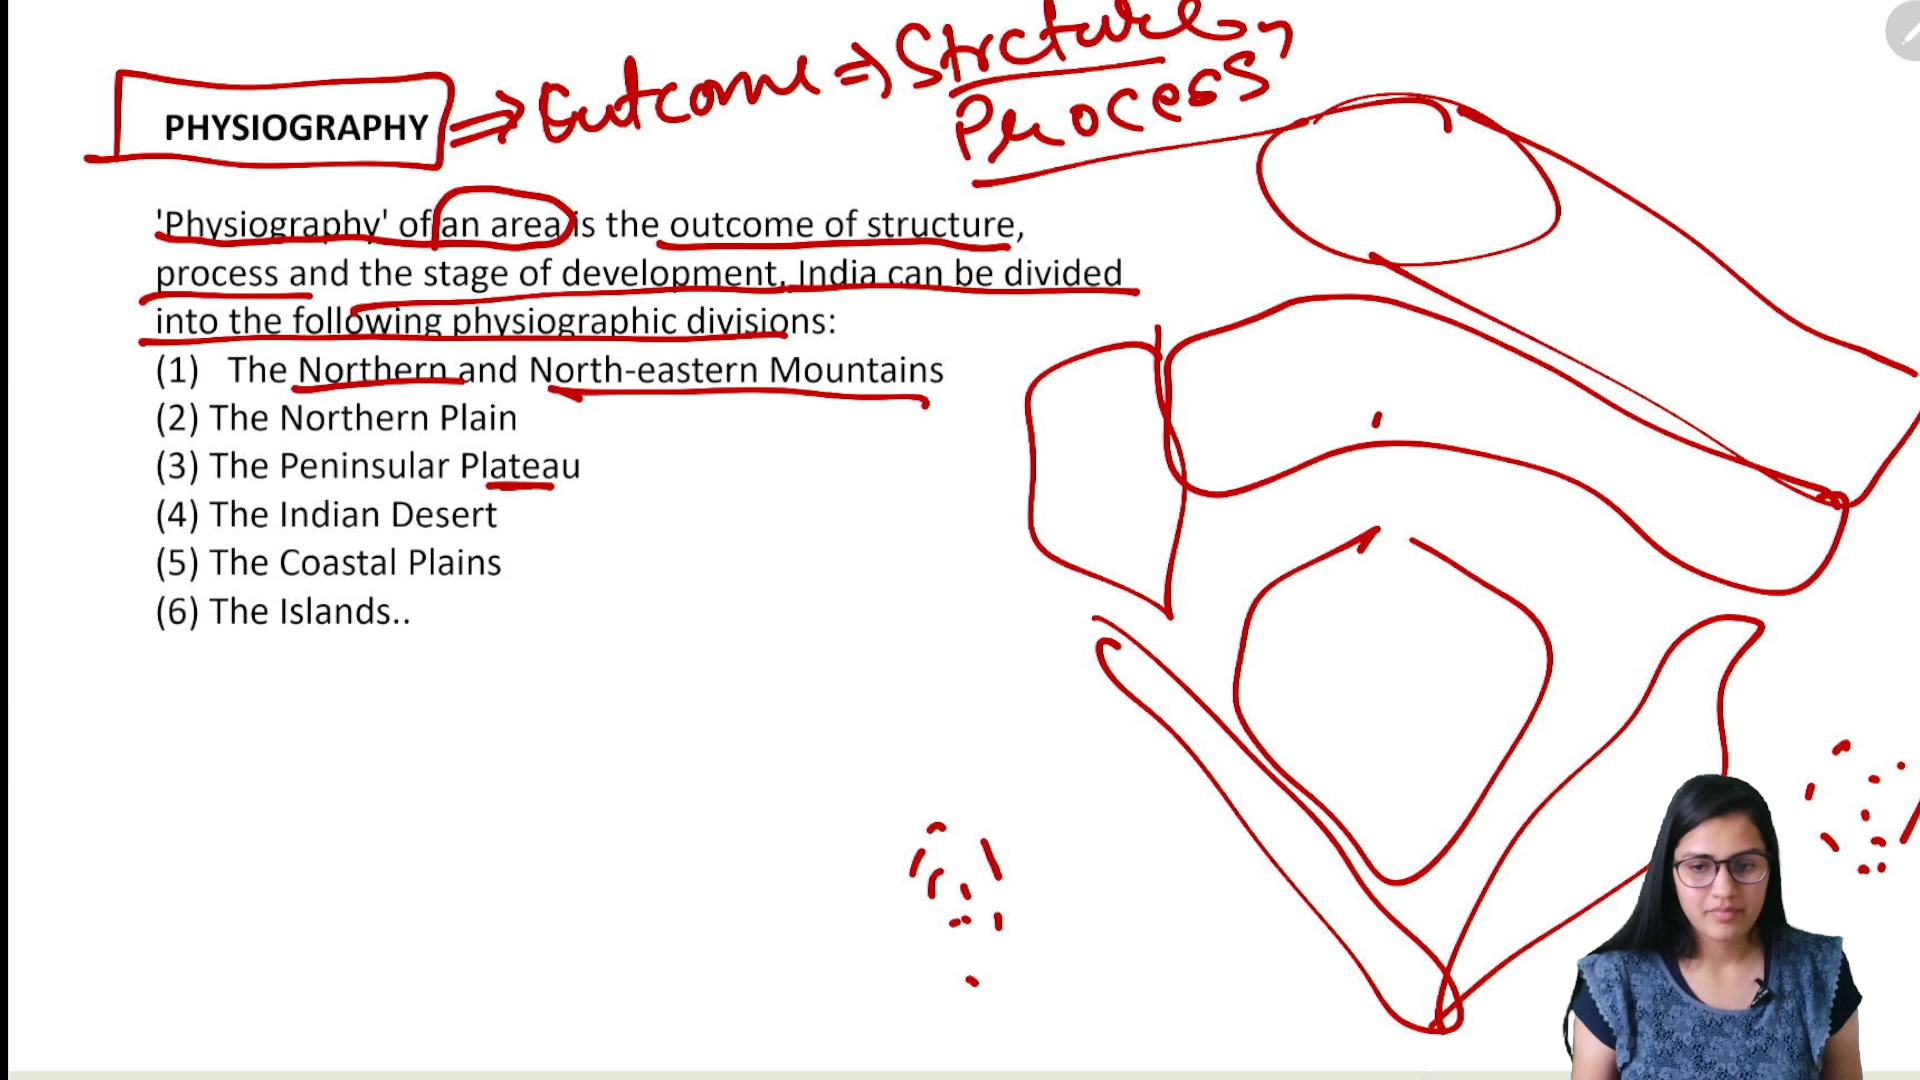 PHYSIOGRAPHY ⇒ Outcome ⇒ Strcture,
Process
'Physiography' of an area is the outcome of structure,
process and the stage of development. India can be divided
into the following physiographic divisions:
(1) The Northern and North-eastern Mountains
(2) The Northern Plain
(3) The Peninsular Plateau
(4) The Indian Desert
(5) The Coastal Plains
(6) The Islands..